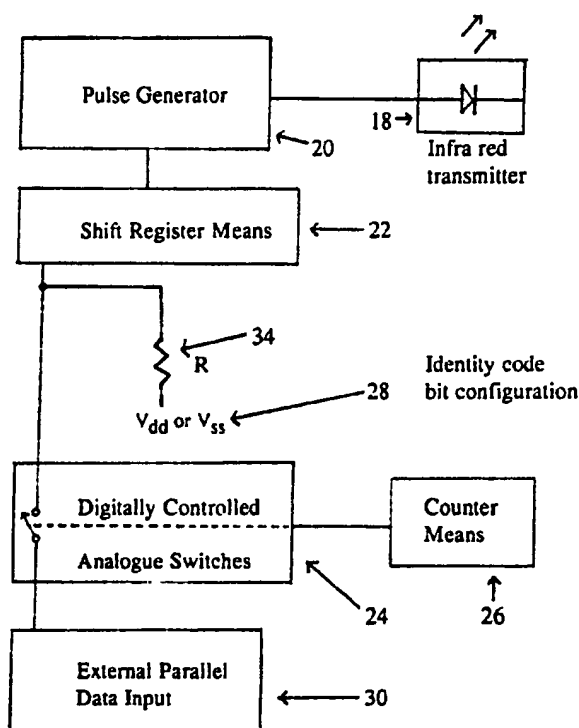 Pulse Generator
18
20
Infra red
transmitter
Shift Register Means
22
34
R
Identity code
bit configuration
28
Vdd or Vss
Digitally Controlled
Analogue Switches
Counter
Means
24
26
External Parallel
Data Input
30